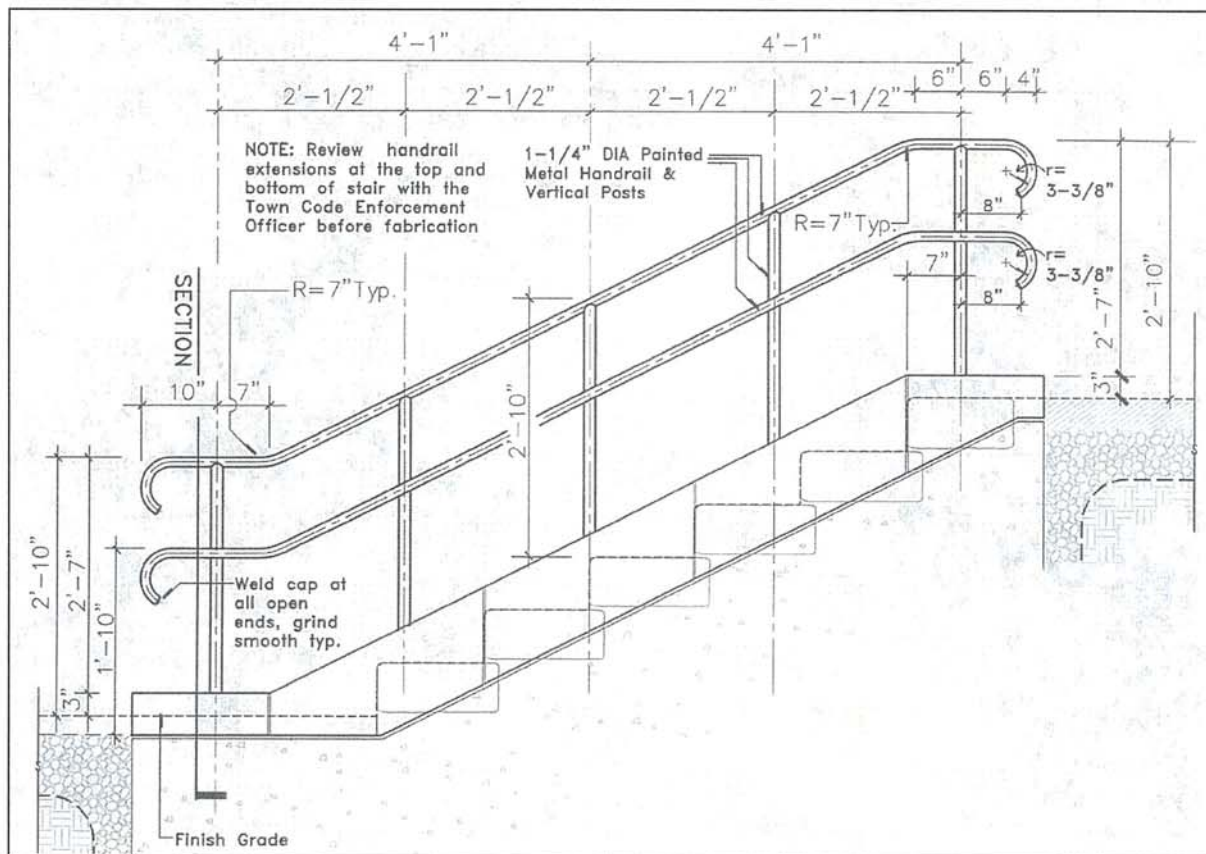 4'-1"
4'-1"
6"
6"
4"
2'-1/2"
2'-1/2"
2'-1/2"
2'-1/2"
NOTE: Review handrail
extensions at the top and
bottom of stair with the
Town Code Enforcement
Officer before fabrication
1-1/4" DIA Painted
Metal Handrail &
Vertical Posts
r=
3-3/8"
8"
R=7" Typ.
7"
r=
3-3/8"
8"
2'-7"
2'-10"
3"
SECTION
R=7"Typ.
10"
7"
2'-10"
2'-10"
2'-7"
1'-10"
3"
Weld cap at
all open
ends, grind
smooth typ.
Finish Grade